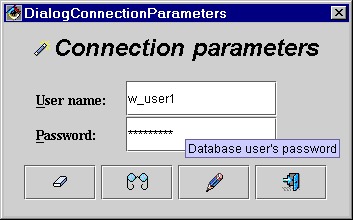 DialogConnectionParameters
Connection parameters
User name:
w_user1
Password:
*********
Database user's password